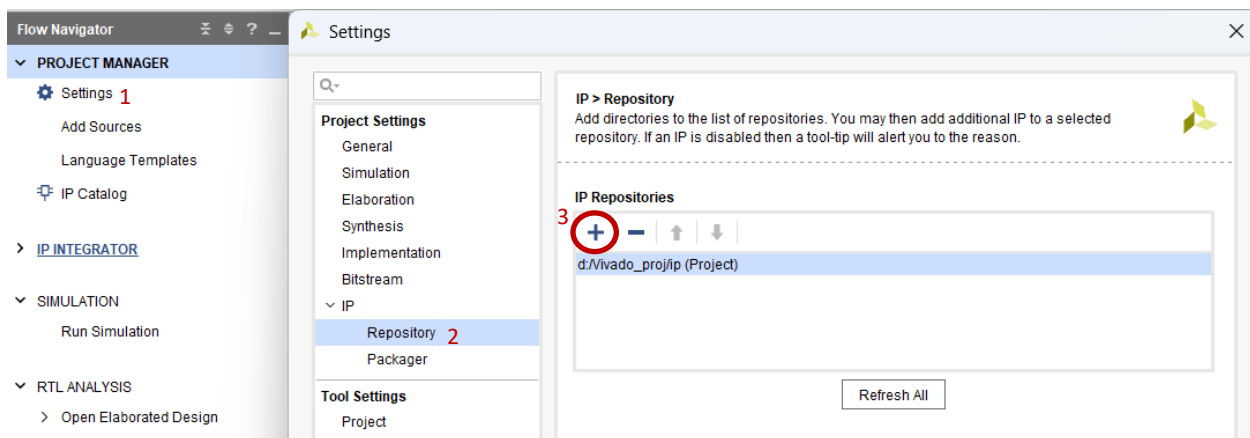 Flow Navigator ?
PROJECT MANAGER
Settings 1
Add Sources
Language Templates
IP Catalog
IP INTEGRATOR
SIMULATION
Run Simulation
RTL ANALYSIS
Open Elaborated Design
Settings
Project Settings
General
Simulation
Elaboration
Synthesis
Implementation
Bitstream
IP
Repository 2
Packager
Tool Settings
Project
IP > Repository
Add directories to the list of repositories. You may then add additional IP to a selected
repository. If an IP is disabled then a tool-tip will alert you to the reason.
IP Repositories
3
d:/Vivado_proj/ip (Project)
Refresh All